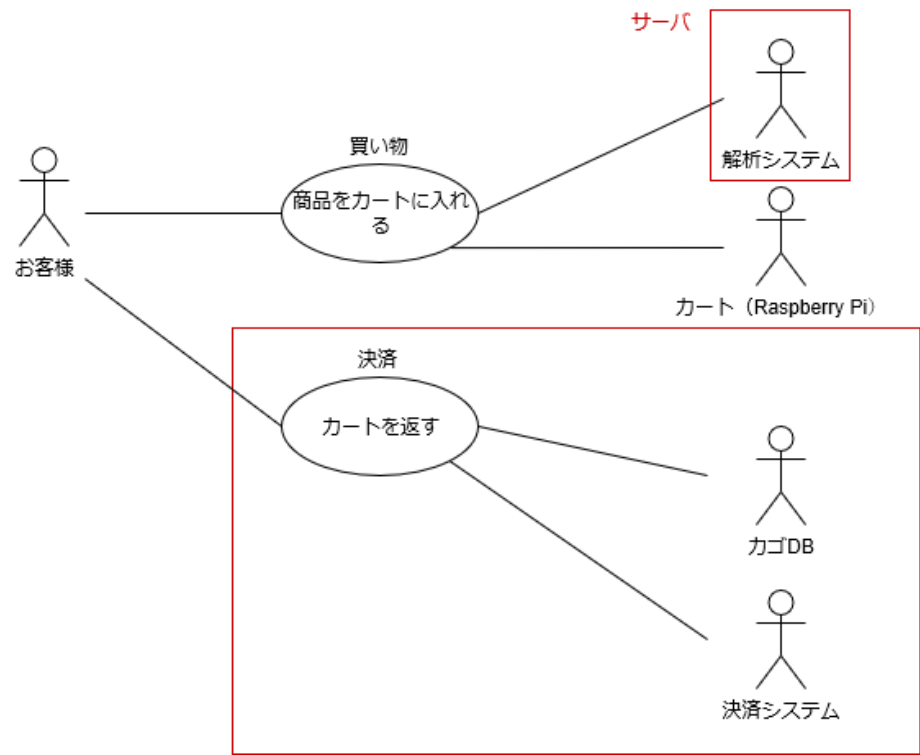 サーバ
解析システム
買い物
商品をカートに入れ
る
お客様
カート（Raspberry Pi）
決済
カートを返す
カゴDB
決済システム